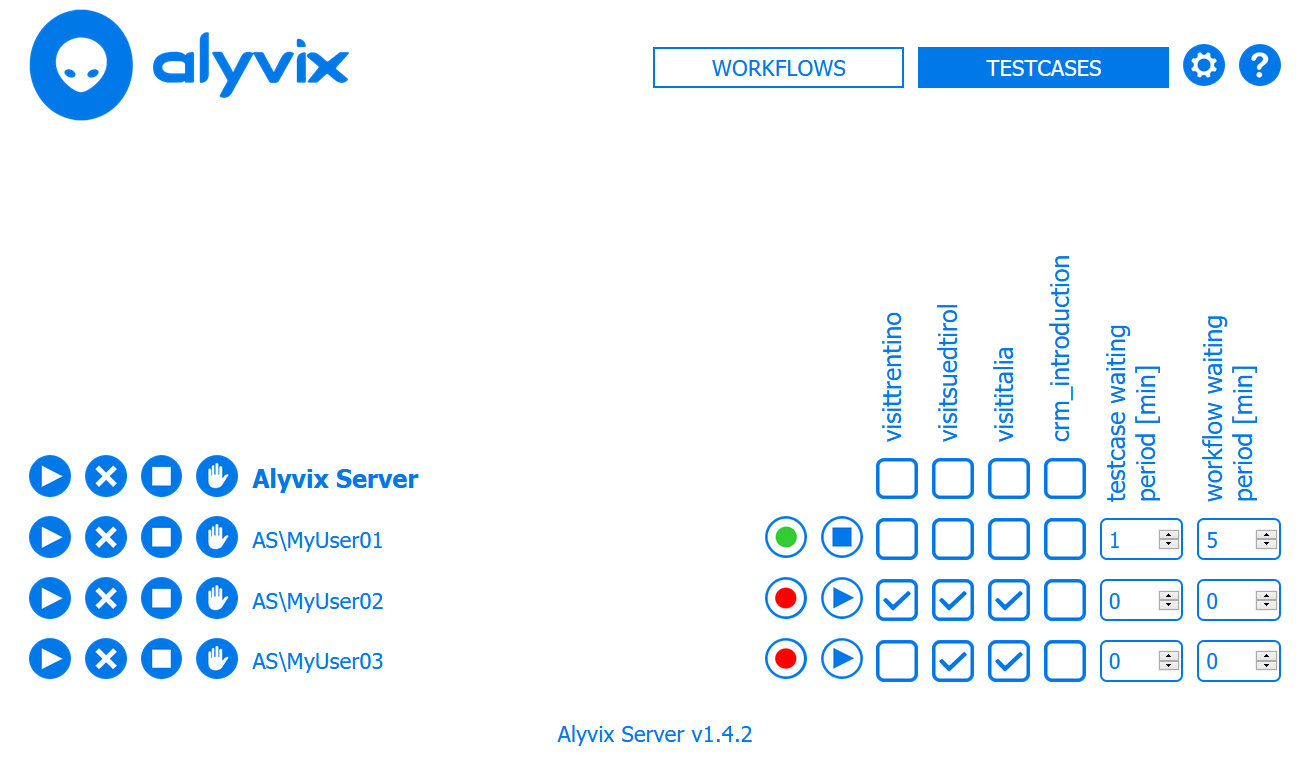 alyvix
WORKFLOWS
TESTCASES
?
visittrentino
visitsuedtirol
visititalia
crm_introduction
testcase waiting
period [min]
workflow waiting
period [min]
Alyvix Server
AS\MyUser01
1
5
AS\MyUser02
0
0
AS\MyUser03
0
0
Alyvix Server v1.4.2